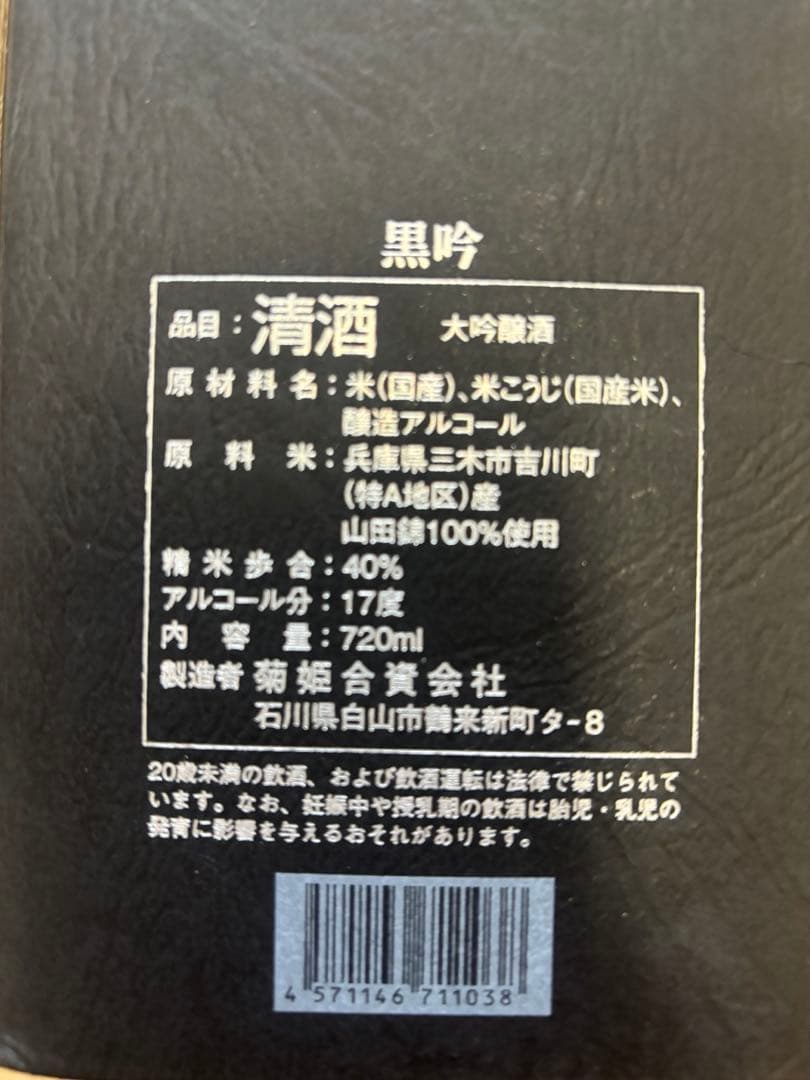 黒吟
品目：清酒 大吟醸酒
原材料名：米(国産)、米こうじ(国産米)、
醸造アルコール
原料米：兵庫県三木市吉川町
(特A地区)産
山田錦100%使用
精米歩合：40%
アルコール分：17度
内容量：720ml
製造者 菊姫合資会社
石川県白山市鶴来新町タ-8
20歳未満の飲酒、および飲酒運転は法律で禁じられて
います。なお、妊娠中や授乳期の飲酒は胎児・乳児の
発育に影響を与えるおそれがあります。
4 571146 711038